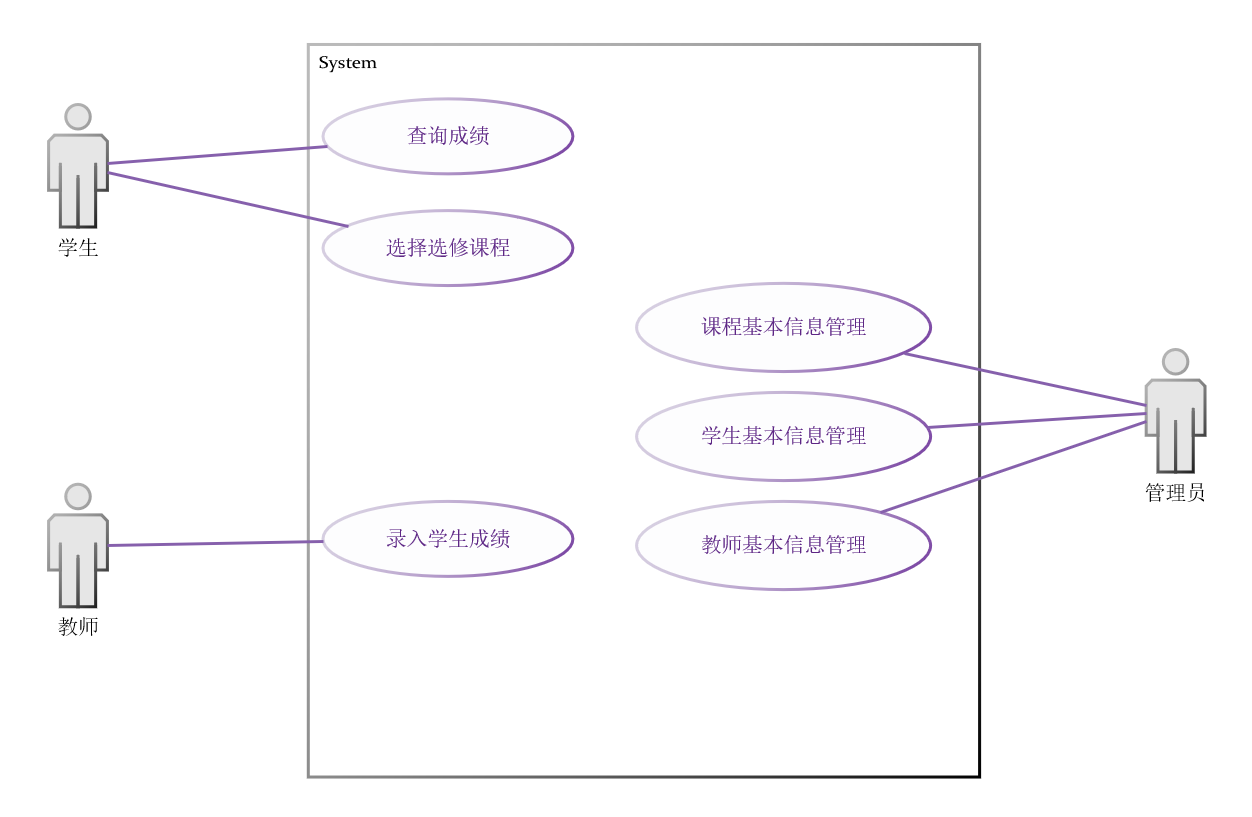 System
查询成绩
选择选修课程
学生
课程基本信息管理
学生基本信息管理
管理员
录入学生成绩
教师基本信息管理
教师